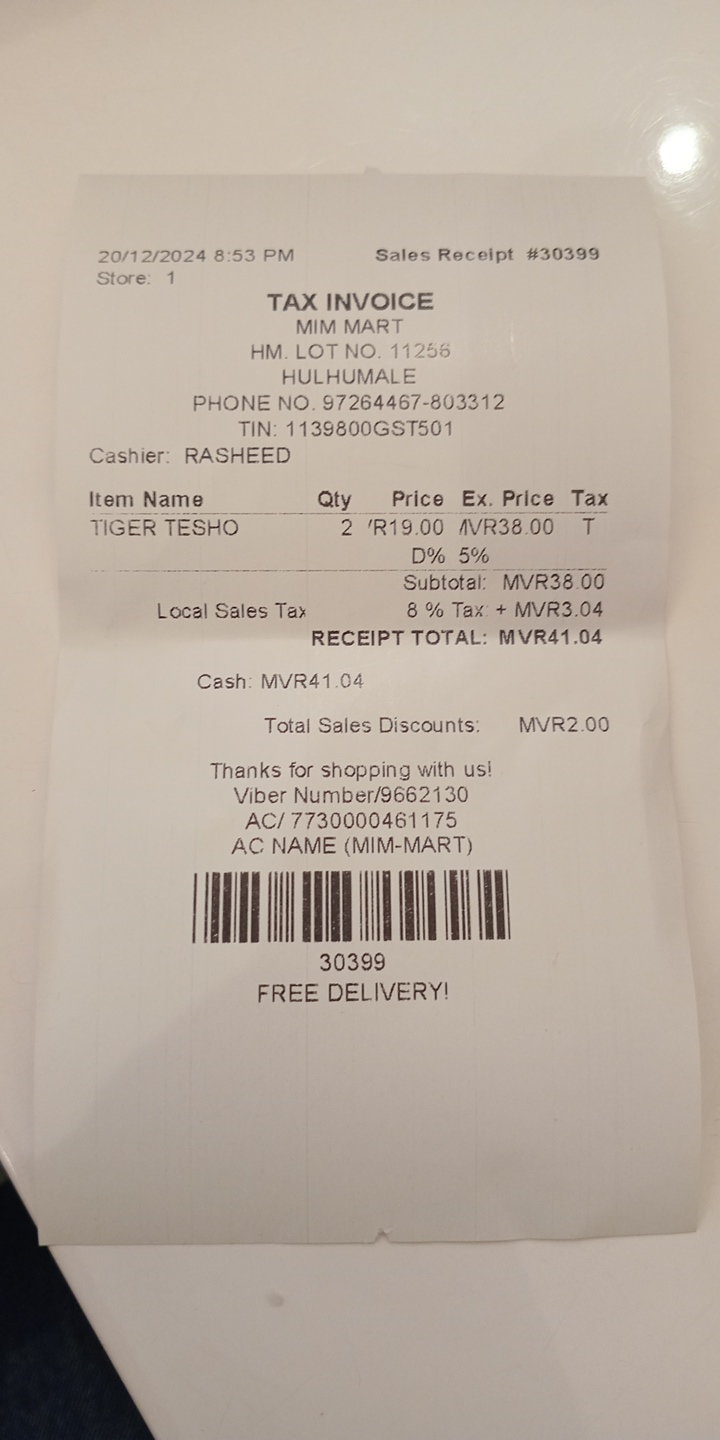 20/12/2024 8:53 PM Sales Receipt #30399
Store: 1
TAX INVOICE
MIM MART
HM. LOT NO. 11256
HULHUMALE
PHONE NO. 97264467-803312
TIN: 1139800GST501
Cashier: RASHEED
Item Name Qty Price Ex. Price Tax
TIGER TESHO 2 VR19.00 MVR38.00 T
D% 5%
Subtotal: MVR38.00
Local Sales Tax 8 % Tax: + MVR3.04
RECEIPT TOTAL: MVR41.04
Cash: MVR41.04
Total Sales Discounts: MVR2.00
Thanks for shopping with us!
Viber Number/9662130
AC/ 7730000461175
AC NAME (MIM-MART)
30399
FREE DELIVERY!